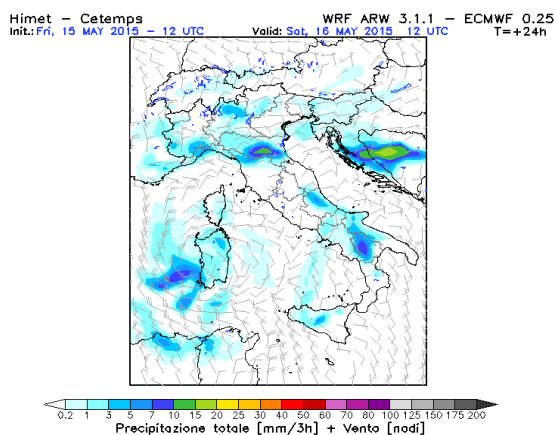 Himet – Cetemps WRF ARW 3.1.1 – ECMWF 0.25
Init.: Fri, 15 MAY 2015 – 12 UTC Valid: Sat, 16 MAY 2015 12 UTC T=+24h
0.2 1 3 5 8 10 15 20 25 30 40 50 60 70 80 100 125 150 175 200
Precipitazione totale [mm/3h] + Vento [nodi]